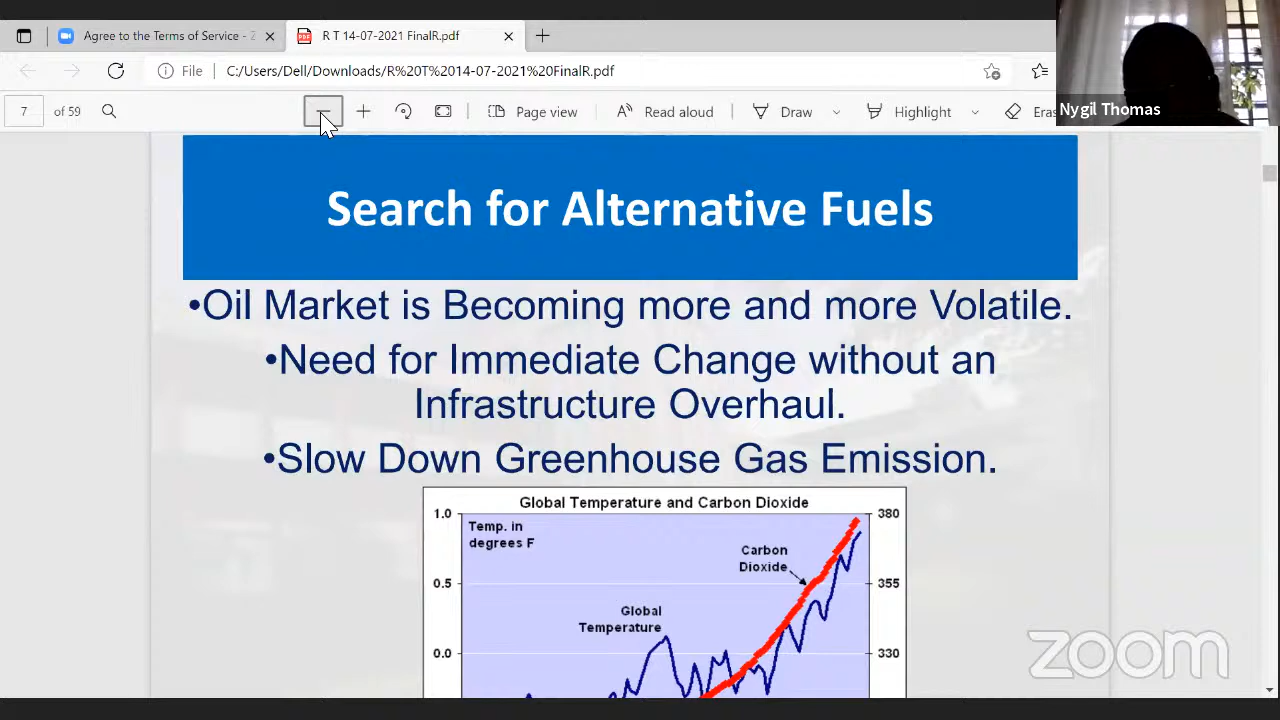 Agree to the Terms of Service - Z
R T 14-07-2021 FinalR.pdf
File
C:/Users/Dell/Downloads/R%20T%2014-07-2021%20FinalR.pdf
7 of 59
Page view
Read aloud
Draw
Highlight
Eras
Nygil Thomas
Search for Alternative Fuels
•Oil Market is Becoming more and more Volatile.
•Need for Immediate Change without an
Infrastructure Overhaul.
•Slow Down Greenhouse Gas Emission.
Global Temperature and Carbon Dioxide
1.0
Temp. in
degrees F
380
Carbon
Dioxide
0.5
355
Global
Temperature
0.0
330
zoom